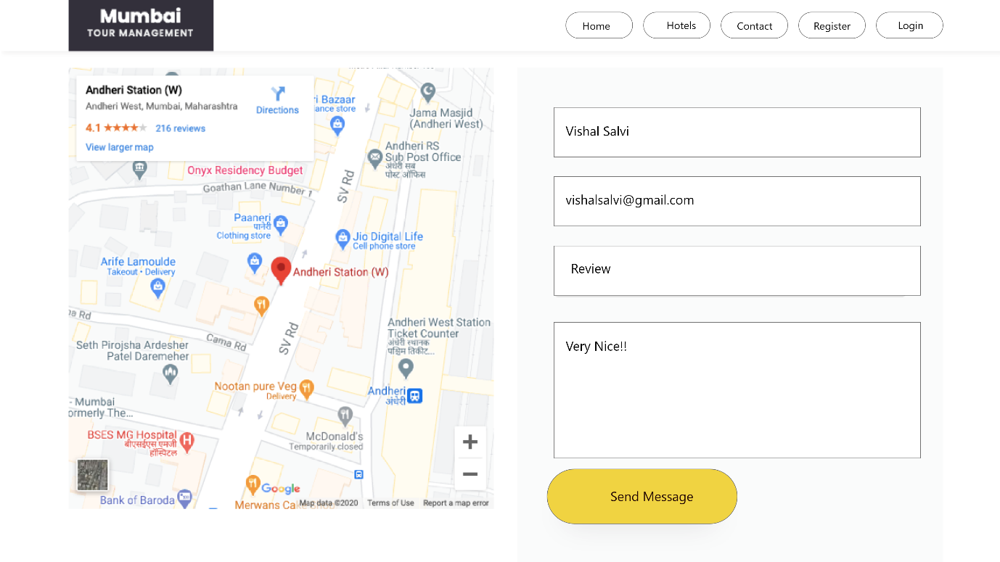 Mumbai
TOUR MANAGEMENT
Home
Hotels
Contact
Register
Login
Andheri Station (W)
Andheri West, Mumbai, Maharashtra
4.1
216 reviews
View larger map
Directions
ri Bazaar
ance store
Jama Masjid
(Andheri West)
Andheri RS
Sub Post Office
अंधेरी सब
पोस्ट ऑफिस
Onyx Residency Budget
Goathan Lane Number 1
SV Rd
Paaneri
पानेरी
Clothing store
Jio Digital Life
Cell phone store
Arife Lamoulde
Takeout • Delivery
Andheri Station (W)
na Rd
Cama Rd
SV Rd
Andheri West Station
Ticket Counter
अंधेरी स्थानक
पश्चिम तिकीट...
Seth Pirojsha Ardesher
Patel Daremeher
Nootan pure Veg
Delivery
Andheri
अंधेरी
- Mumbai
ormerly The...
BSES MG Hospital
बीएसईएस एमजी
हॉस्पिटल
McDonald's
Temporarily closed
Bank of Baroda
Google
Merwans Cake
Map data ©2020
Terms of Use
Report a map error
Vishal Salvi
vishalsalvi@gmail.com
Review
Very Nice!!
Send Message